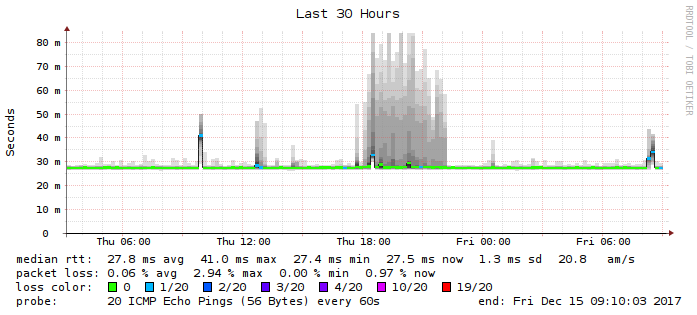 Last 30 Hours
RRDTOOL / TOBI OETIKER
Seconds
80 m
70 m
60 m
50 m
40 m
30 m
20 m
10 m
0
Thu 06:00 Thu 12:00 Thu 18:00 Fri 00:00 Fri 06:00
median rtt: 27.8 ms avg 41.0 ms max 27.4 ms min 27.5 ms now 1.3 ms sd 20.8 am/s
packet loss: 0.06 % avg 2.94 % max 0.00 % min 0.97 % now
loss color: 0 1/20 2/20 3/20 4/20 10/20 19/20
probe: 20 ICMP Echo Pings (56 Bytes) every 60s end: Fri Dec 15 09:10:03 2017